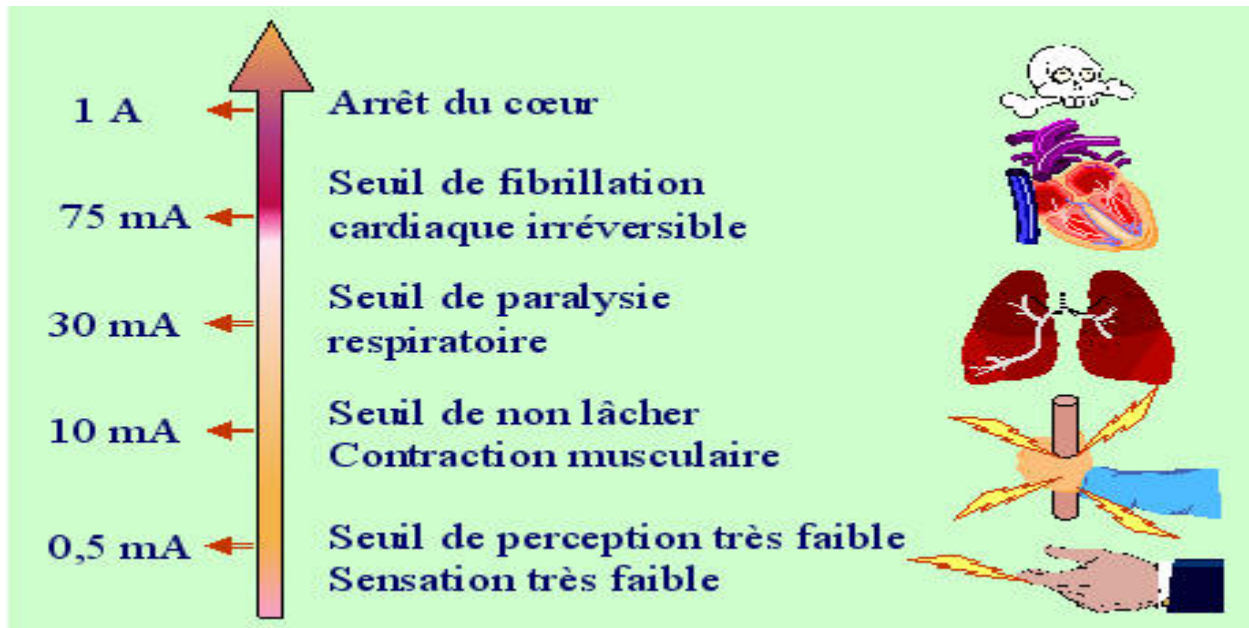 1 A
Arrêt du cœur
75 mA
Seuil de fibrillation
cardiaque irréversible
30 mA
Seuil de paralysie
respiratoire
10 mA
Seuil de non lâcher
Contraction musculaire
0,5 mA
Seuil de perception très faible
Sensation très faible